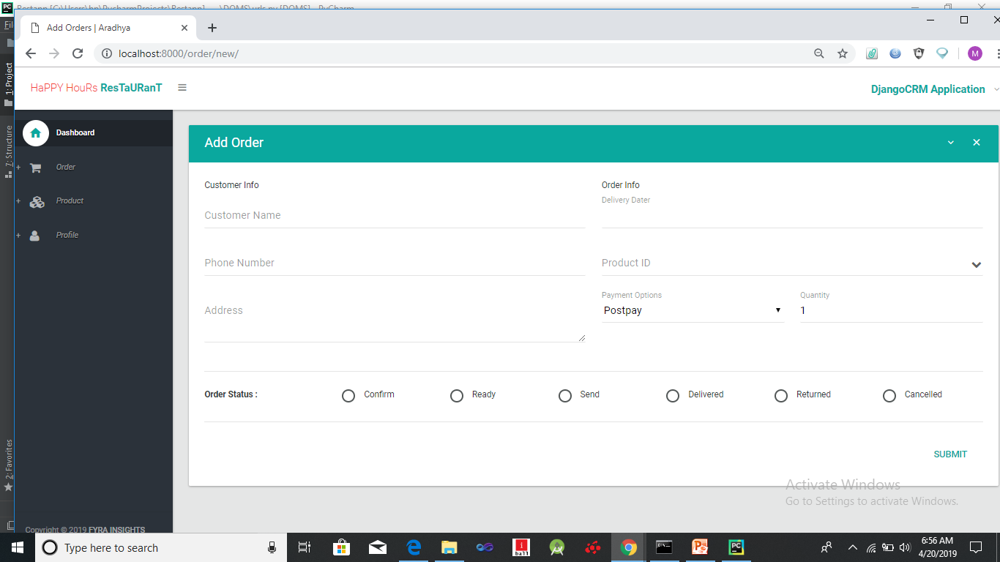 Restapp [C:\Users\hp\PycharmProjects\Restapp] - ...\DOMS\urls.py [DOMS] - PyCharm
Add Orders | Aradhya
localhost:8000/order/new/
M
HaPPY HouRs ResTaURanT
DjangoCRM Application
1: Project
7: Structure
2: Favorites
Dashboard
+ Order
+ Product
+ Profile
Copyright © 2019 FYRA INSIGHTS
Add Order
Customer Info
Order Info
Delivery Dater
Customer Name
Phone Number
Product ID
Payment Options
Quantity
Address
Postpay
1
Order Status :
Confirm
Ready
Send
Delivered
Returned
Cancelled
SUBMIT
Activate Windows
Go to Settings to activate Windows.
Type here to search
i
ball
PC
6:56 AM
4/20/2019